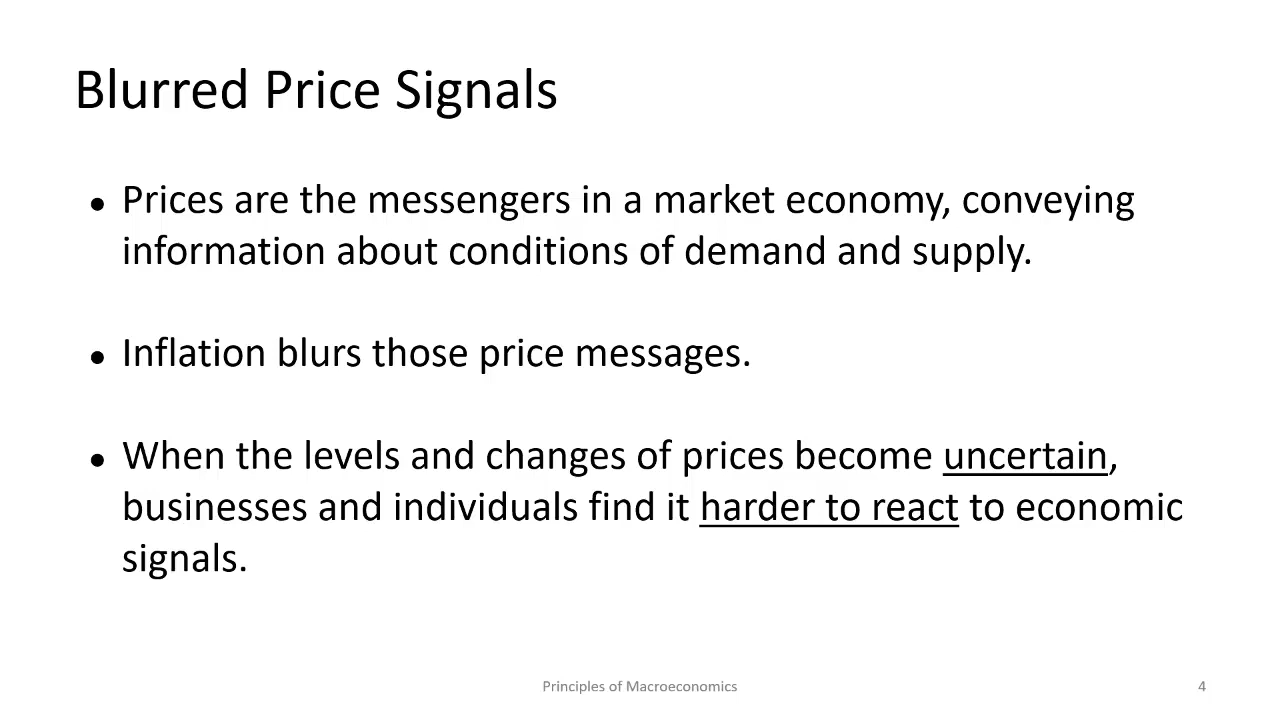 Blurred Price Signals
● Prices are the messengers in a market economy, conveying
information about conditions of demand and supply.
● Inflation blurs those price messages.
● When the levels and changes of prices become uncertain,
businesses and individuals find it harder to react to economic
signals.
Principles of Macroeconomics
4